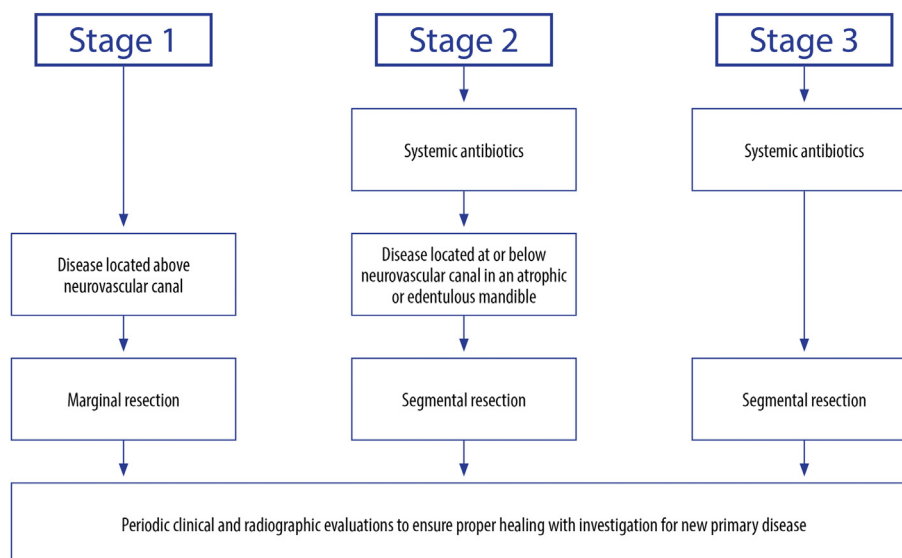 Stage 1
Stage 2
Stage 3
Systemic antibiotics
Systemic antibiotics
Disease located above
neurovascular canal
Disease located at or below
neurovascular canal in an atrophic
or edentulous mandible
Marginal resection
Segmental resection
Segmental resection
Periodic clinical and radiographic evaluations to ensure proper healing with investigation for new primary disease